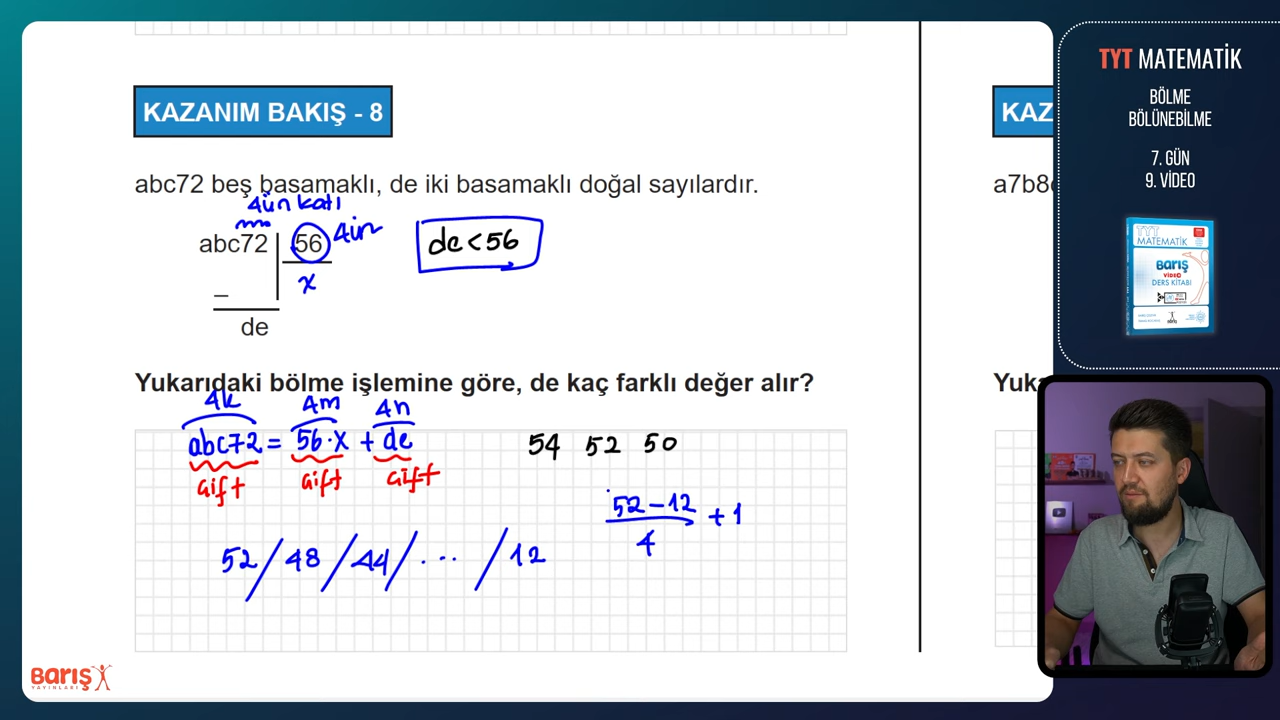 KAZANIM BAKIŞ - 8
abc72 beş basamaklı, de iki basamaklı doğal sayılardır.
4ün katı
abc72 56 4ün
x
de
de < 56
Yukarıdaki bölme işlemine göre, de kaç farklı değer alır?
4k 4m 4n
abc72 = 56·x + de
çift çift çift
54 52 50
52 - 12
4
+ 1
52 / 48 / 44 / ... / 12
BARIŞ
YAYINLARI
KAZ
a7b8
Yuka
TYT MATEMATİK
BÖLME
BÖLÜNEBİLME
7. GÜN
9. VİDEO
TYT
MATEMATİK
BARIŞ
VİDEO
DERS KİTABI